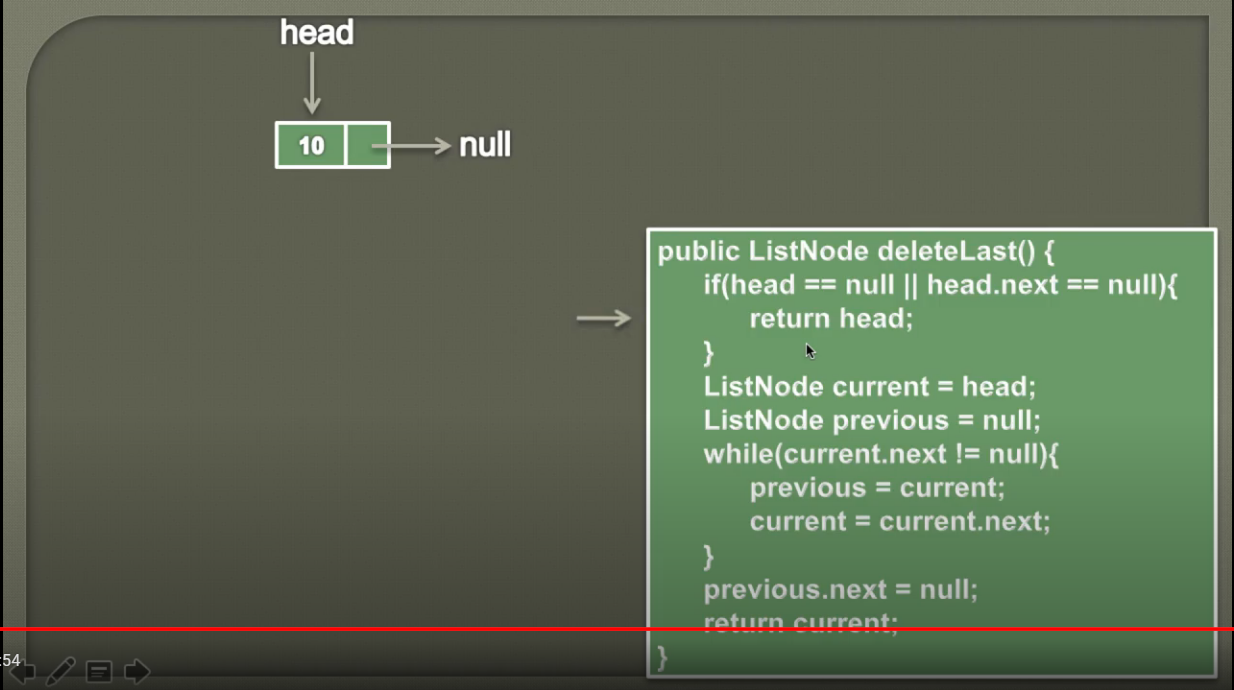 head
10
null
public ListNode deleteLast() {
if(head == null || head.next == null){
return head;
}
ListNode current = head;
ListNode previous = null;
while(current.next != null){
previous = current;
current = current.next;
}
previous.next = null;
return current;
}
:54